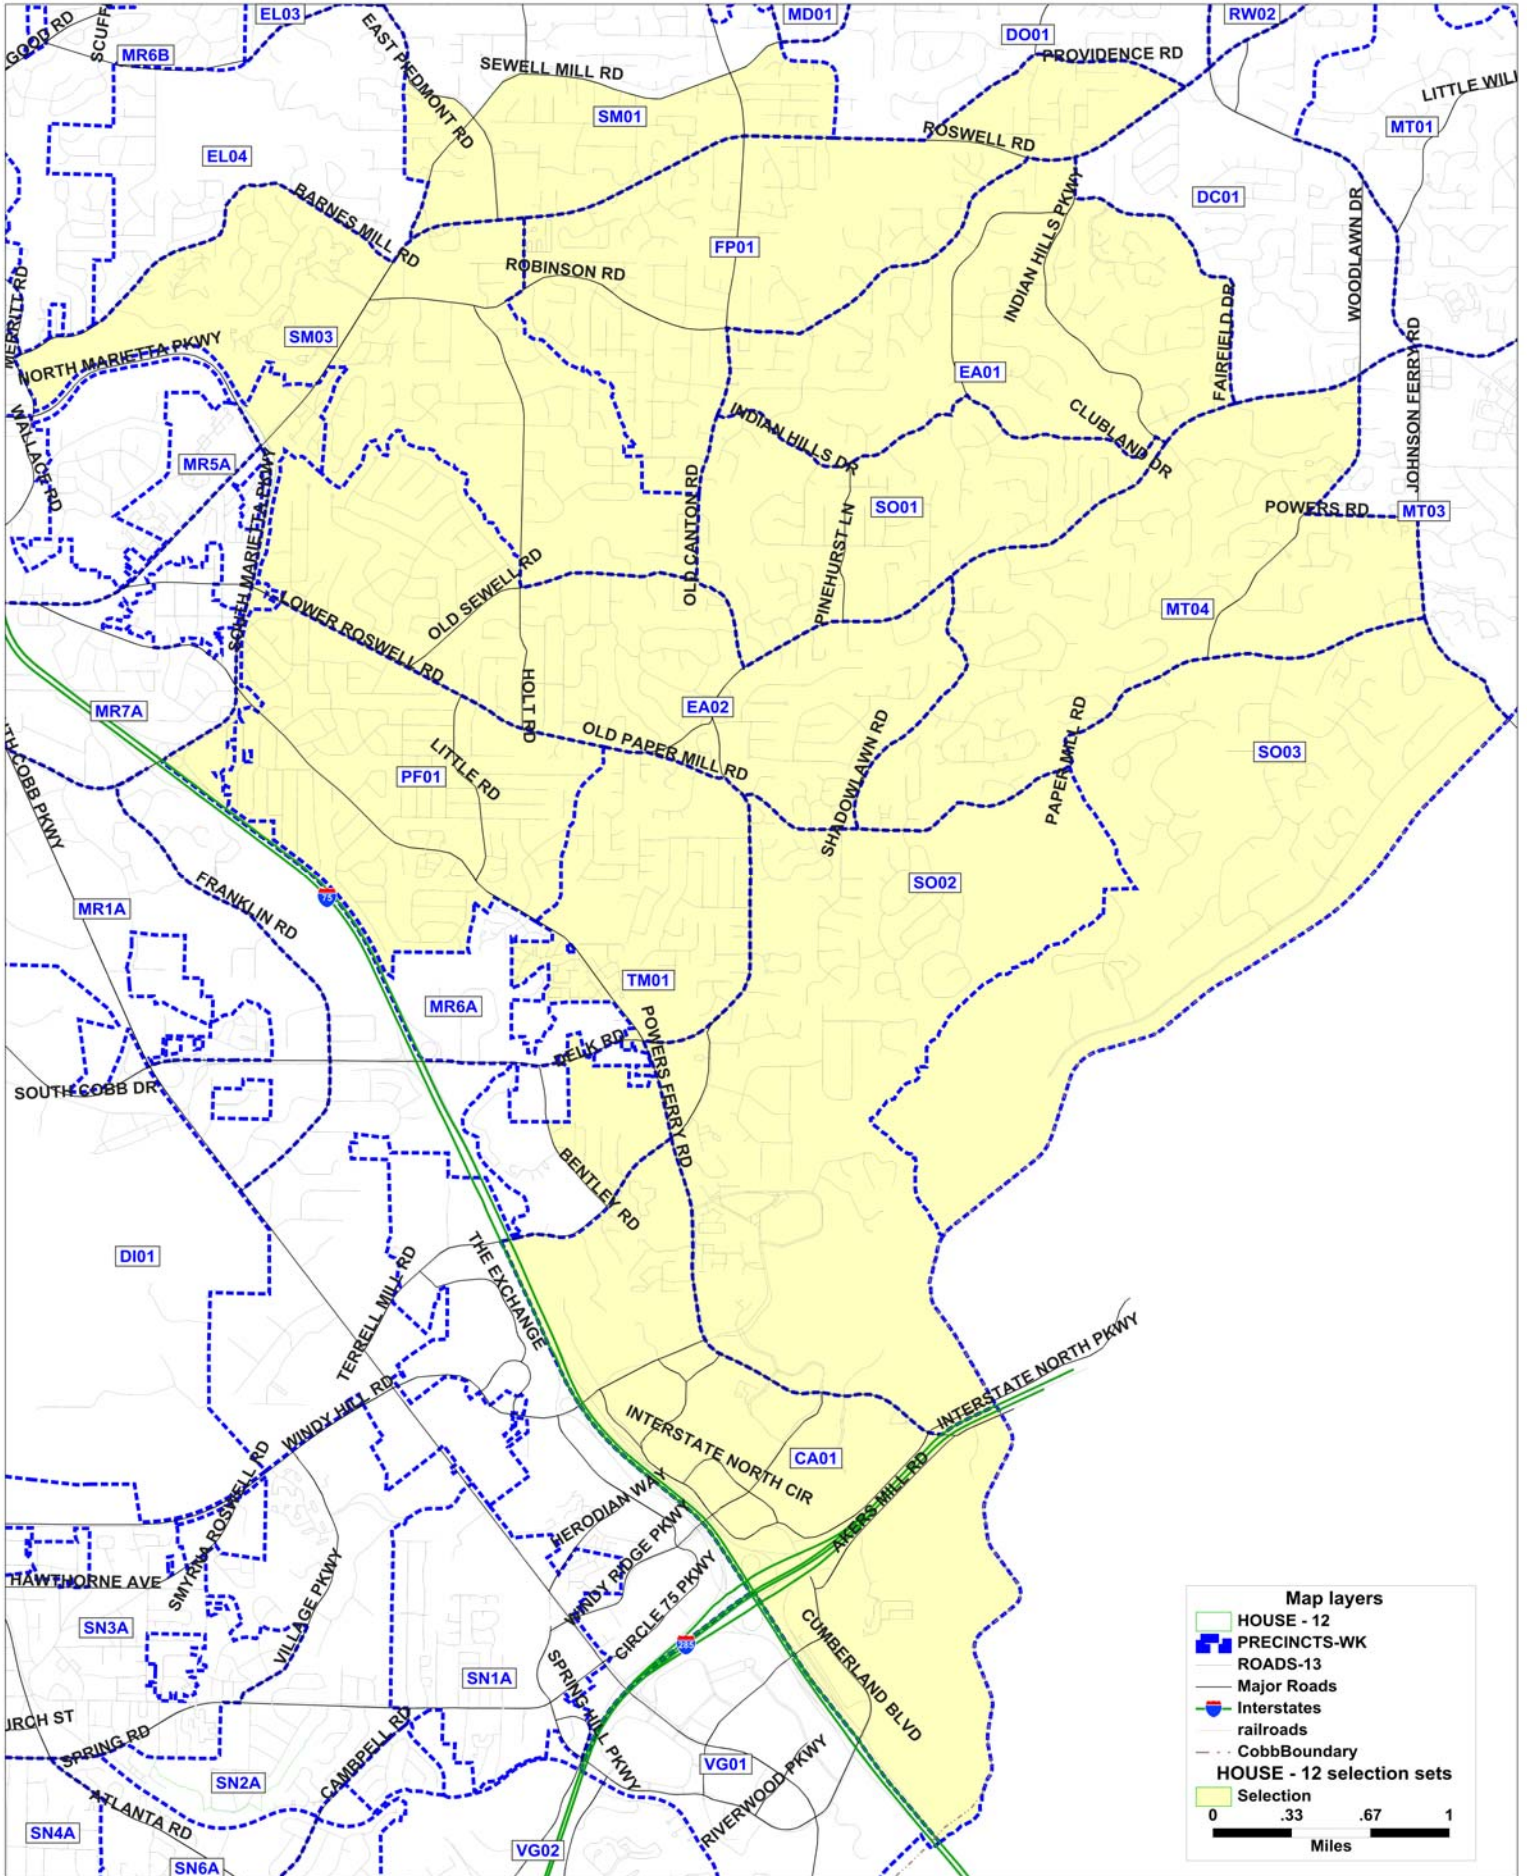 EL03
MD01
RW02
GOOD RD
SCUFF
MR6B
EAST PIEDMONT RD
DO01
PROVIDENCE RD
SEWELL MILL RD
LITTLE WILL
SM01
MT01
ROSWELL RD
EL04
BARNES MILL RD
DC01
WOODLAWN DR
INDIAN HILLS PKWY
FP01
ROBINSON RD
MERRITT RD
FAIRFIELD DR
SM03
NORTH MARIETTA PKWY
JOHNSON FERRY RD
EA01
WALLACE RD
CLUBLAND DR
INDIAN HILLS DR
MR5A
SOUTH MARIETTA PKWY
OLD CANTON RD
SO01
POWERS RD
MT03
PINEHURST LN
OLD SEWELL RD
LOWER ROSWELL RD
MT04
HOLT RD
MR7A
EA02
TH COBB PKWY
OLD PAPER MILL RD
SHADOWLAWN RD
PAPER MILL RD
SO03
LITTLE RD
PF01
SO02
75
FRANKLIN RD
MR1A
TM01
MR6A
POWERS FERRY RD
DELK RD
SOUTH COBB DR
BENTLEY RD
DI01
THE EXCHANGE
TERRELL MILL RD
INTERSTATE NORTH PKWY
WINDY HILL RD
INTERSTATE NORTH CIR
CA01
AKERS MILL RD
SMYRNA ROSWELL RD
HERODIAN WAY
WINDY RIDGE PKWY
HAWTHORNE AVE
VILLAGE PKWY
CIRCLE 75 PKWY
SN3A
285
CUMBERLAND BLVD
SN1A
SPRING HILL PKWY
URCH ST
SPRING RD
CAMBPELL RD
VG01
RIVERWOOD PKWY
SN2A
ATLANTA RD
SN4A
VG02
SN6A
Map layers
HOUSE - 12
PRECINCTS-WK
ROADS-13
Major Roads
Interstates
railroads
CobbBoundary
HOUSE - 12 selection sets
Selection
0 .33 .67 1
Miles